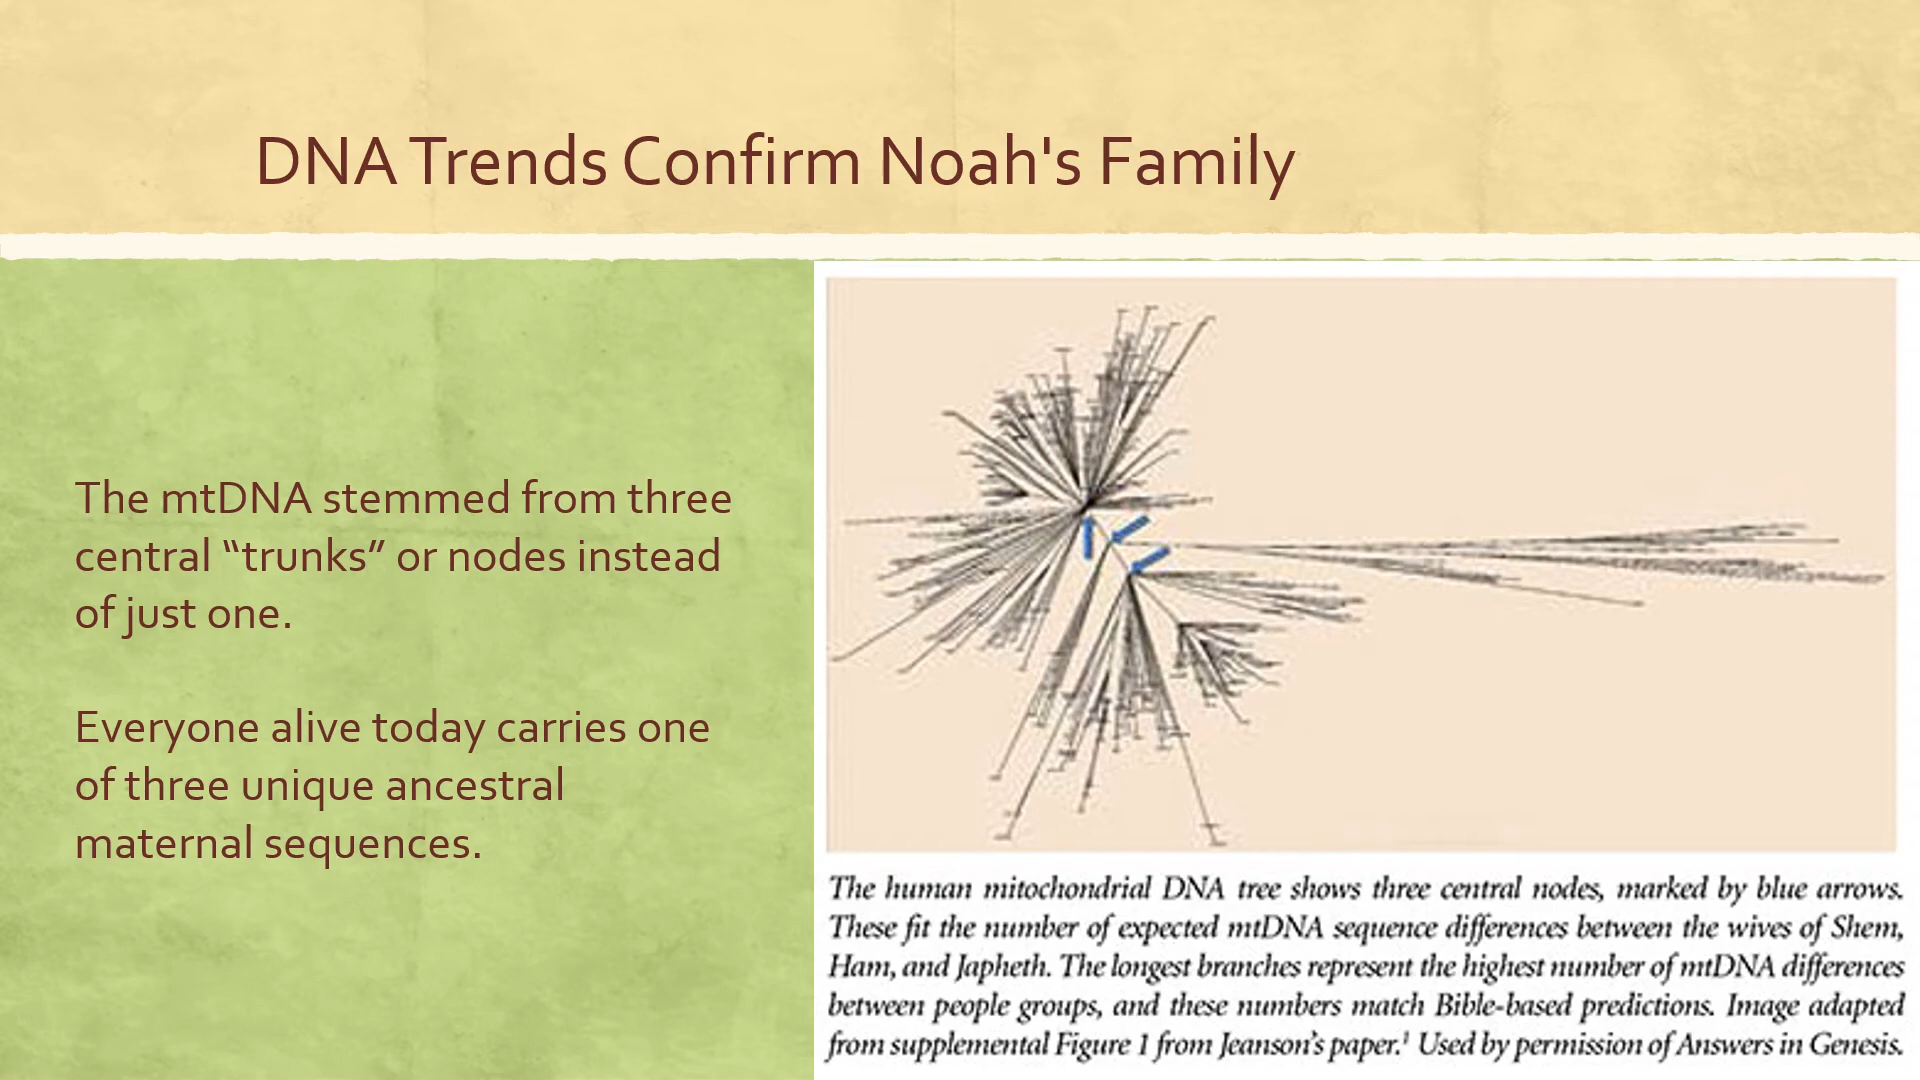 DNA Trends Confirm Noah's Family
The mtDNA stemmed from three
central “trunks” or nodes instead
of just one.
Everyone alive today carries one
of three unique ancestral
maternal sequences.
The human mitochondrial DNA tree shows three central nodes, marked by blue arrows.
These fit the number of expected mtDNA sequence differences between the wives of Shem,
Ham, and Japheth. The longest branches represent the highest number of mtDNA differences
between people groups, and these numbers match Bible-based predictions. Image adapted
from supplemental Figure 1 from Jeanson's paper.¹ Used by permission of Answers in Genesis.